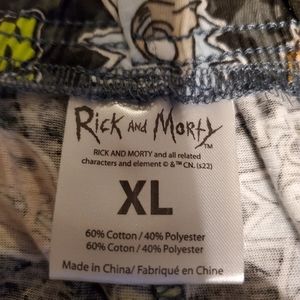 RICK AND MORTY™
RICK AND MORTY and all related
characters and element © &™ CN. (s22)
XL
60% Cotton / 40% Polyester
60% Coton / 40% Polyester
Made in China/ Fabriqué en Chine